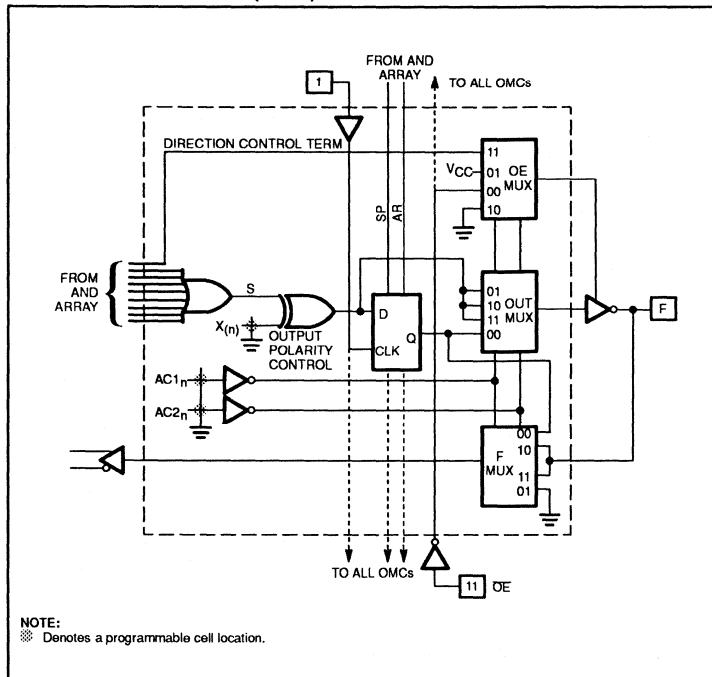 FROM AND
ARRAY
TO ALL OMCs
1
DIRECTION CONTROL TERM
11
VCC
01
00
10
OE
MUX
SP
AR
FROM
AND
ARRAY
S
X(n)
OUTPUT
POLARITY
CONTROL
D
Q
CLK
01
10
11
00
OUT
MUX
F
AC1n
AC2n
00
10
11
01
F
MUX
TO ALL OMCs
11
OE
NOTE:
Denotes a programmable cell location.